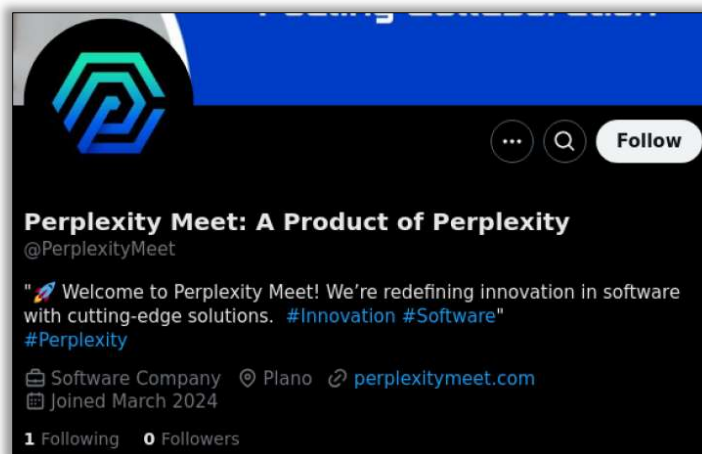 Follow
Perplexity Meet: A Product of Perplexity
@PerplexityMeet
"🚀 Welcome to Perplexity Meet! We’re redefining innovation in software
with cutting-edge solutions. #Innovation #Software"
#Perplexity
Software Company Plano perplexitymeet.com
Joined March 2024
1 Following 0 Followers